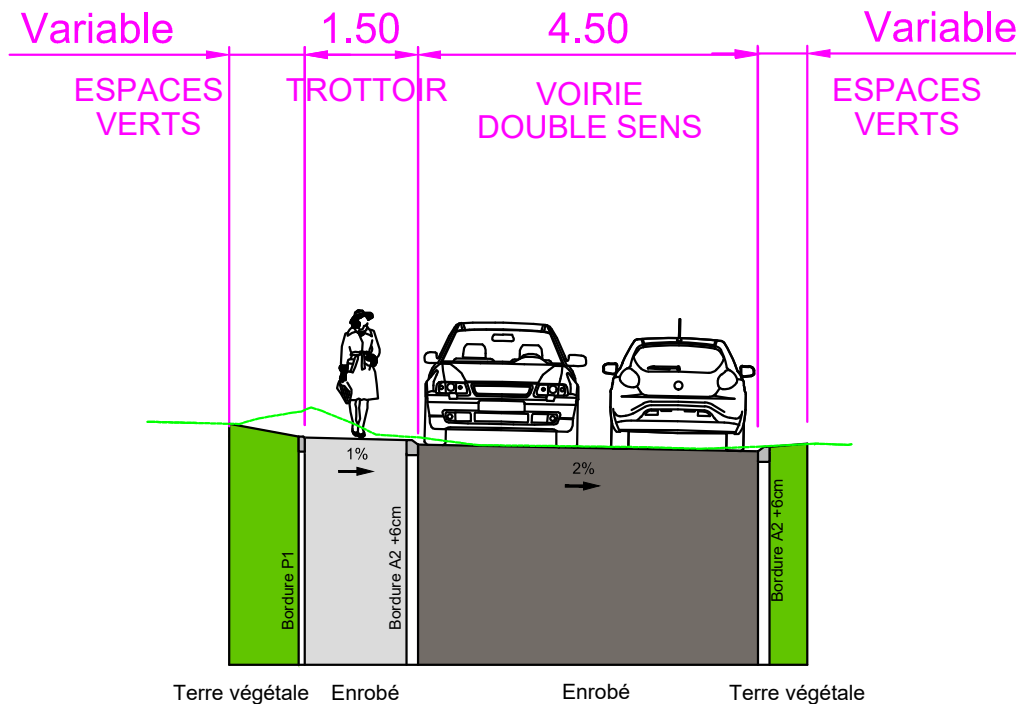 Variable
1.50
4.50
Variable
ESPACES
VERTS
TROTTOIR
VOIRIE
DOUBLE SENS
ESPACES
VERTS
1%
2%
Bordure P1
Bordure A2 +6cm
Bordure A2 +6cm
Terre végétale
Enrobé
Enrobé
Terre végétale